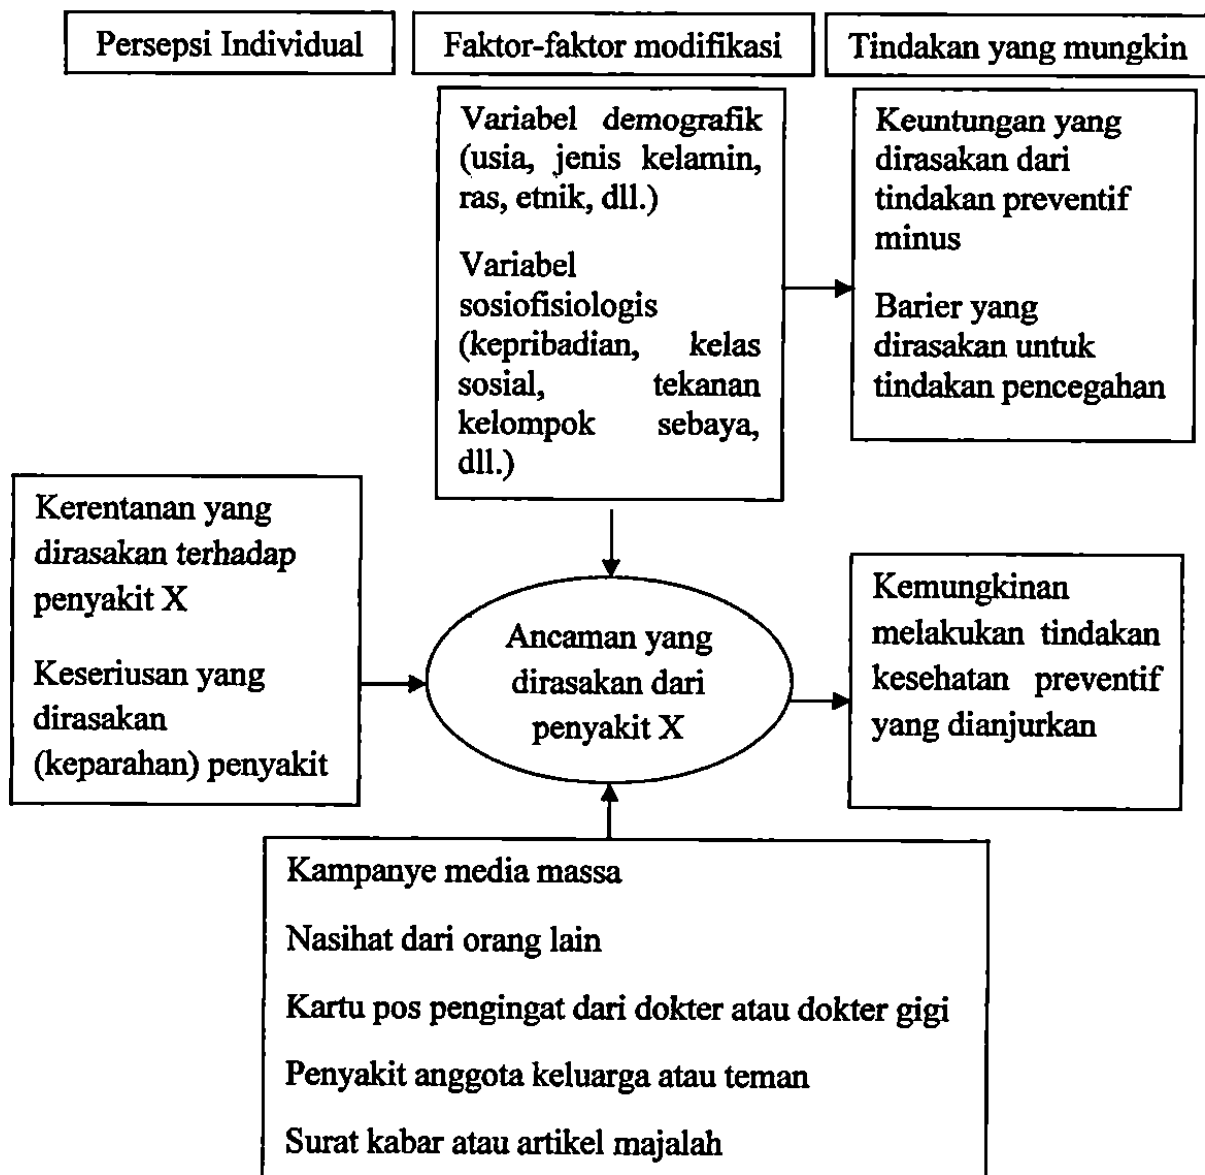 Persepsi Individual
Faktor-faktor modifikasi
Tindakan yang mungkin
Variabel demografik
(usia, jenis kelamin,
ras, etnik, dll.)
Variabel
sosiofisiologis
(kepribadian, kelas
sosial, tekanan
kelompok sebaya,
dll.)
Keuntungan yang
dirasakan dari
tindakan preventif
minus
Barier yang
dirasakan untuk
tindakan pencegahan
Kerentanan yang
dirasakan terhadap
penyakit X
Keseriusan yang
dirasakan
(keparahan) penyakit
Ancaman yang
dirasakan dari
penyakit X
Kemungkinan
melakukan tindakan
kesehatan preventif
yang dianjurkan
Kampanye media massa
Nasihat dari orang lain
Kartu pos pengingat dari dokter atau dokter gigi
Penyakit anggota keluarga atau teman
Surat kabar atau artikel majalah